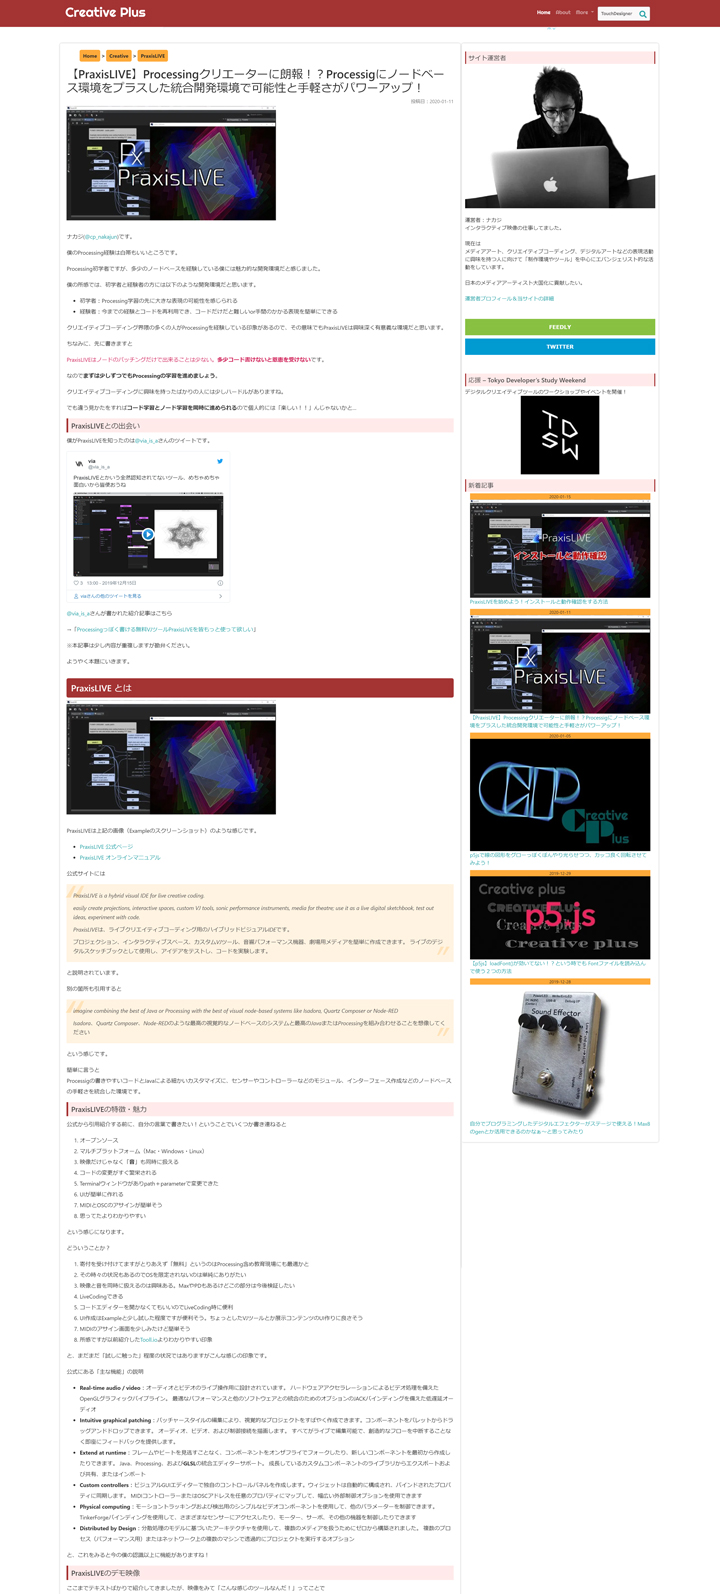 Creative Plus
Home About More TouchDesigner
Home > Creative > PraxisLIVE
【PraxisLIVE】Processingクリエーターに朗報！？Processigにノードベー
ス環境をプラスした統合開発環境で可能性と手軽さがパワーアップ！
投稿日：2020-01-11
Px
PraxisLIVE
ナカジ(@cp_nakajun)です。
僕のProcessing経験は白帯もいいところです。
Processing初学者ですが、多少のノードベースを経験している僕には魅力的な開発環境だと感じました。
僕の所感では、初学者と経験者の方には以下のような開発環境だと思います。
初学者：Processing学習の先に大きな表現の可能性を感じられる
経験者：今までの経験とコードを再利用でき、コードだけだと難しいor手間のかかる表現を簡単にできる
クリエイティブコーディング界隈の多くの人がProcessingを経験している印象があるので、その意味でもPraxisLIVEは興味深く有意義な環境だと思います。
ちなみに、先に書きますと
PraxisLIVEはノードのパッチングだけで出来ることは少ない。多少コード書けないと恩恵を受けないです。
なのでまずは少しずつでもProcessingの学習を進めましょう。
クリエイティブコーディングに興味を持ったばかりの人には少しハードルがありますね。
でも違う見かたをすればコード学習とノード学習を同時に進められるので個人的には「楽しい！！」んじゃないかと…
PraxisLIVEとの出会い
僕がPraxisLIVEを知ったのは@via_is_aさんのツイートです。
via
@via_is_a
PraxisLIVEとかいう全然認知されてないツール、めちゃめちゃ
面白いから皆使おうね
3 13:00 - 2019年12月15日
viaさんの他のツイートを見る
@via_is_aさんが書かれた紹介記事はこちら
→「Processingっぽく書ける無料VJツールPraxisLIVEを皆もっと使って欲しい」
※本記事は少し内容が重複しますが勘弁ください。
ようやく本題にいきます。
PraxisLIVE とは
PraxisLIVEは上記の画像（Exampleのスクリーンショット）のような感じです。
PraxisLIVE 公式ページ
PraxisLIVE オンラインマニュアル
公式サイトには
PraxisLIVE is a hybrid visual IDE for live creative coding.
easily create projections, interactive spaces, custom VJ tools, sonic performance instruments, media for theatre; use it as a live digital sketchbook; test out
ideas, experiment with code.
PraxisLIVEは、ライブクリエイティブコーディング用のハイブリッドビジュアルIDEです。
プロジェクション、インタラクティブスペース、カスタムVJツール、音響パフォーマンス機器、劇場用メディアを簡単に作成できます。 ライブのデジ
タルスケッチブックとして使用し、アイデアをテストし、コードを実験します。
と説明されています。
別の箇所も引用すると
imagine combining the best of Java or Processing with the best of visual node-based systems like Isadora, Quartz Composer or Node-RED
Isadora、Quartz Composer、Node-REDのような最高の視覚的なノードベースのシステムと最高のJavaまたはProcessingを組み合わせることを想像してく
ださい
という感じです。
簡単に言うと
Processigの書きやすいコードとJavaによる細かいカスタマイズに、センサーやコントローラーなどのモジュール、インターフェース作成などのノードベース
の手軽さを統合した環境です。
PraxisLIVEの特徴・魅力
公式から引用紹介する前に、自分の言葉で書きたい！ということでいくつか書き連ねると
1. オープンソース
2. マルチプラットフォーム（Mac・Windows・Linux）
3. 映像だけじゃなく「音」も同時に扱える
4. コードの変更がすぐ繁栄される
5. Terminalウィンドウがありpath＋parameterで変更できた
6. UIが簡単に作れる
7. MIDIとOSCのアサインが簡単そう
8. 思ってたよりわかりやすい
という感じになります。
どういうことか？
1. 寄付を受け付けてますがとりあえず「無料」というのはProcessing含め教育現場にも最適かと
2. その時々の状況もあるのでOSを限定されないのは単純にありがたい
3. 映像と音を同時に扱えるのは興味ある。MaxやPdもあるけどこの部分は今後検証したい
4. LiveCodingできる
5. コードエディターを開かなくてもいいのでLiveCoding時に便利
6. UI作成はExampleと少し試した程度ですが便利そう。ちょっとしたVJツールとか展示コンテンツのUI作りに良さそう
7. MIDIのアサイン画面を少しみたけど簡単そう
8. 所感ですが以前紹介したTooll.ioよりわかりやすい印象
と、まだまだ「試しに触った」程度の状況ではありますがこんな感じの印象です。
公式にある「主な機能」の説明
Real-time audio / video：オーディオとビデオのライブ操作用に設計されています。 ハードウェアアクセラレーションによるビデオ処理を備えた
OpenGLグラフィックパイプライン。 最適なパフォーマンスと他のソフトウェアとの統合のためのオプションのJACKバインディングを備えた低遅延オー
ディオ
Intuitive graphical patching：パッチャースタイルの編集により、視覚的なプロジェクトをすばやく作成できます。コンポーネントをパレットからドラ
ッグアンドドロップできます。 オーディオ、ビデオ、および制御接続を描画します。 すべてがライブで編集可能で、創造的なフローを中断することな
く即座にフィードバックを提供します。
Extend at runtime：フレームやビートを見逃すことなく、コンポーネントをオンザフライでフォークしたり、新しいコンポーネントを最初から作成し
たりできます。 Java、Processing、およびGLSLの統合エディターサポート。 成長しているカスタムコンポーネントのライブラリからエクスポートおよ
び共有、またはインポート
Custom controllers：ビジュアルGUIエディターで独自のコントロールパネルを作成します。ウィジェットは自動的に構成され、バインドされたプロパ
ティに同期します。 MIDIコントローラーまたはOSCアドレスを任意のプロパティにマップして、幅広い外部制御オプションを使用できます
Physical computing：モーショントラッキングおよび検出用のシンプルなビデオコンポーネントを使用して、他のパラメーターを制御できます。
TinkerForgeバインディングを使用して、さまざまなセンサーにアクセスしたり、モーター、サーボ、その他の機器を制御したりできます
Distributed by Design：分散処理のモデルに基づいたアーキテクチャを使用して、複数のメディアを扱うためにゼロから構築されました。 複数のプロ
セス（パフォーマンス用）またはネットワーク上の複数のマシンで透過的にプロジェクトを実行するオプション
と、これをみると今の僕の認識以上に機能がありますね！
PraxisLIVEのデモ映像
ここまでテキストばかりで紹介してきましたが、映像をみて「こんな感じのツールなんだ！」ってことで
サイト運営者
運営者：ナカジ
インタラクティブ映像の仕事してました。
現在は
メディアアート、クリエイティブコーディング、デジタルアートなどの表現活動
に興味を持つ人に向けて「制作環境やツール」を中心にエバンジェリスト的な活
動をしています。
日本のメディアアーティスト大国化に貢献したい。
運営者プロフィール＆当サイトの詳細
FEEDLY
TWITTER
応援 – Tokyo Developer's Study Weekend
デジタルクリエイティブツールのワークショップやイベントを開催！
TD
SW
新着記事
2020-01-15
PraxisLIVE
インストールと動作確認
PraxisLIVEを始めよう！インストールと動作確認をする方法
2020-01-11
Px
PraxisLIVE
【PraxisLIVE】Processingクリエーターに朗報！？Processigにノードベース環
境をプラスした統合開発環境で可能性と手軽さがパワーアップ！
2020-01-05
Creative
Plus
p5jsで線の図形をグローっぽくぼんやり光らせつつ、カッコ良く回転させて
みよう！
2019-12-29
Creative plus
Creative plus
p5.js
Creative plus
Creative plus
【p5js】loadFont()が効いてない！？という時でも Fontファイルを読み込ん
で使う２つの方法
2019-12-28
Sound Effector
自分でプログラミングしたデジタルエフェクターがステージで使える！Max8
のgenとか活用できるのかなぁ〜と思ってみたり